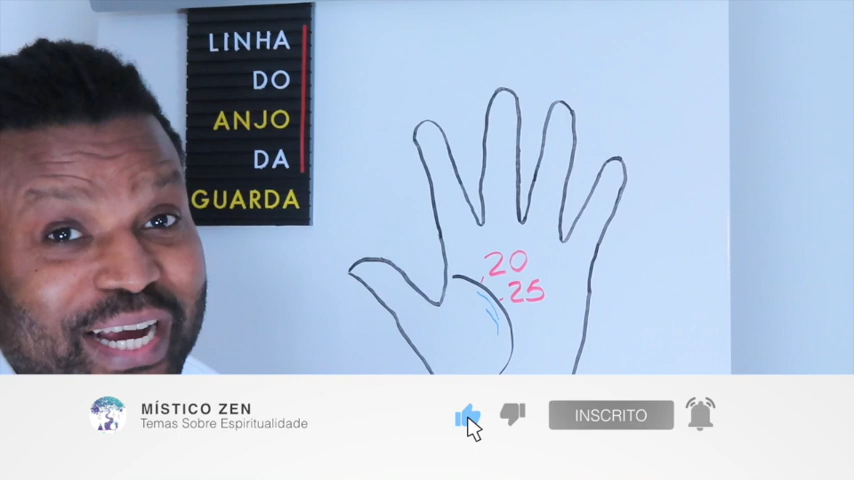 LINHA
DO
ANJO
DA
GUARDA
20
25
MÍSTICO ZEN
Temas Sobre Espiritualidade
INSCRITO